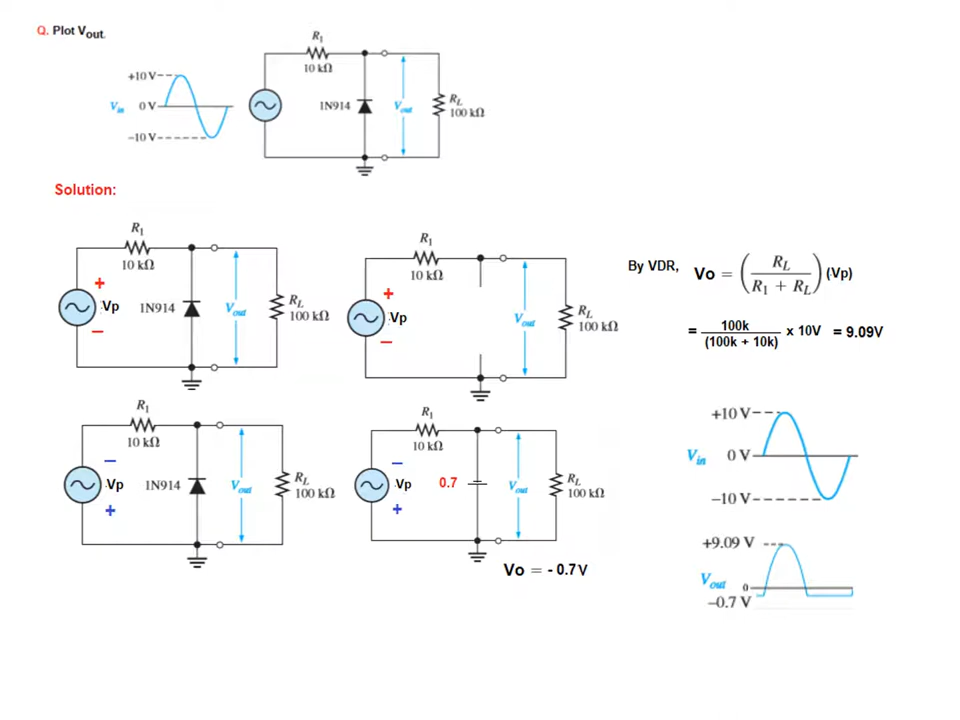 Q. Plot Vout.
R1
10 kΩ
+10 V
Vin 0 V
−10 V
1N914
Vout
RL
100 kΩ
Solution:
R1
10 kΩ
+
Vp
−
1N914
Vout
RL
100 kΩ
R1
10 kΩ
+
Vp
−
Vout
RL
100 kΩ
By VDR, Vo = (RL / R1 + RL) (Vp)
= 100k / (100k + 10k) x 10V = 9.09V
R1
10 kΩ
−
Vp
+
1N914
Vout
RL
100 kΩ
R1
10 kΩ
−
Vp
+
0.7
Vout
RL
100 kΩ
Vo = - 0.7V
+10 V
Vin 0 V
−10 V
+9.09 V
Vout 0
−0.7 V